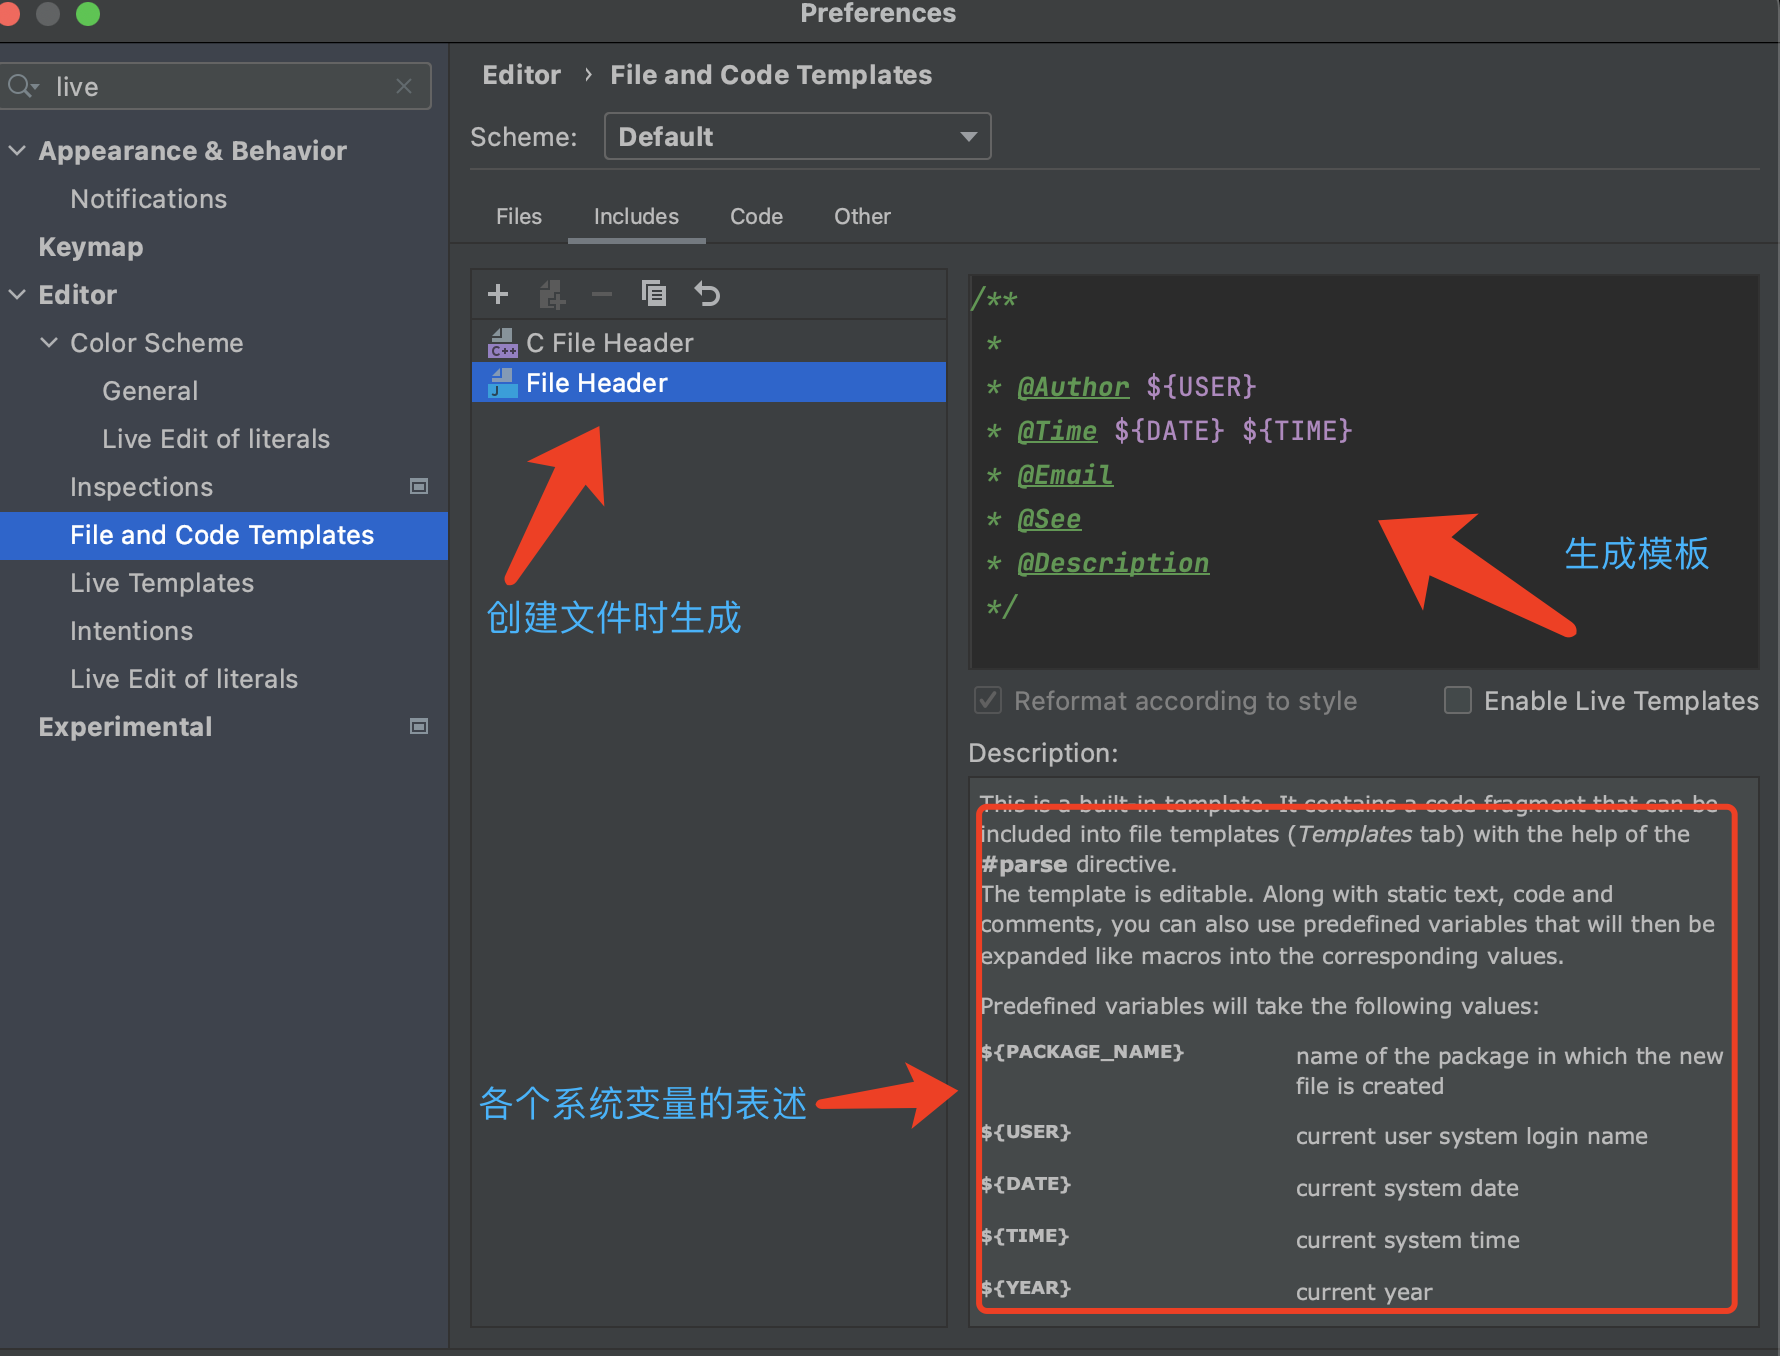 Preferences
live
Appearance & Behavior
Notifications
Keymap
Editor
Color Scheme
General
Live Edit of literals
Inspections
File and Code Templates
Live Templates
Intentions
Live Edit of literals
Experimental
Editor › File and Code Templates
Scheme: Default
Files Includes Code Other
C++ C File Header
J File Header
创建文件时生成
/**
*
* @Author ${USER}
* @Time ${DATE} ${TIME}
* @Email
* @See
* @Description
*/
生成模板
Reformat according to style
Enable Live Templates
Description:
This is a built-in template. It contains a code fragment that can be
included into file templates (Templates tab) with the help of the
#parse directive.
The template is editable. Along with static text, code and
comments, you can also use predefined variables that will then be
expanded like macros into the corresponding values.
Predefined variables will take the following values:
${PACKAGE_NAME} name of the package in which the new
file is created
各个系统变量的表述
${USER} current user system login name
${DATE} current system date
${TIME} current system time
${YEAR} current year